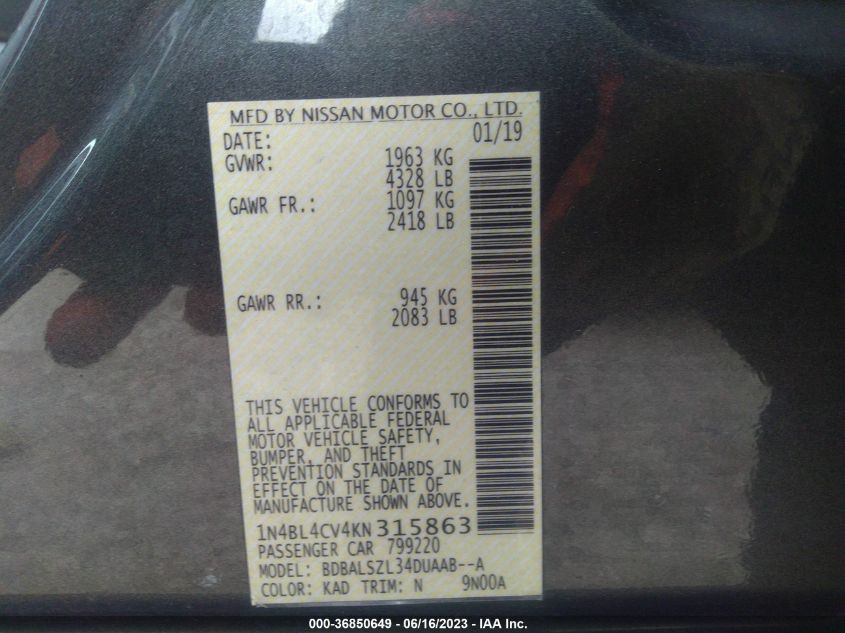 MFD BY NISSAN MOTOR CO., LTD.
DATE: 01/19
GVWR: 1963 KG
4328 LB
GAWR FR.: 1097 KG
2418 LB
GAWR RR.: 945 KG
2083 LB
THIS VEHICLE CONFORMS TO
ALL APPLICABLE FEDERAL
MOTOR VEHICLE SAFETY,
BUMPER, AND THEFT
PREVENTION STANDARDS IN
EFFECT ON THE DATE OF
MANUFACTURE SHOWN ABOVE.
1N4BL4CV4KN315863
PASSENGER CAR 799220
MODEL: BDBALSZL34DUAAB--A
COLOR: KAD TRIM: N 9N00A
000-36850649 - 06/16/2023 - IAA Inc.